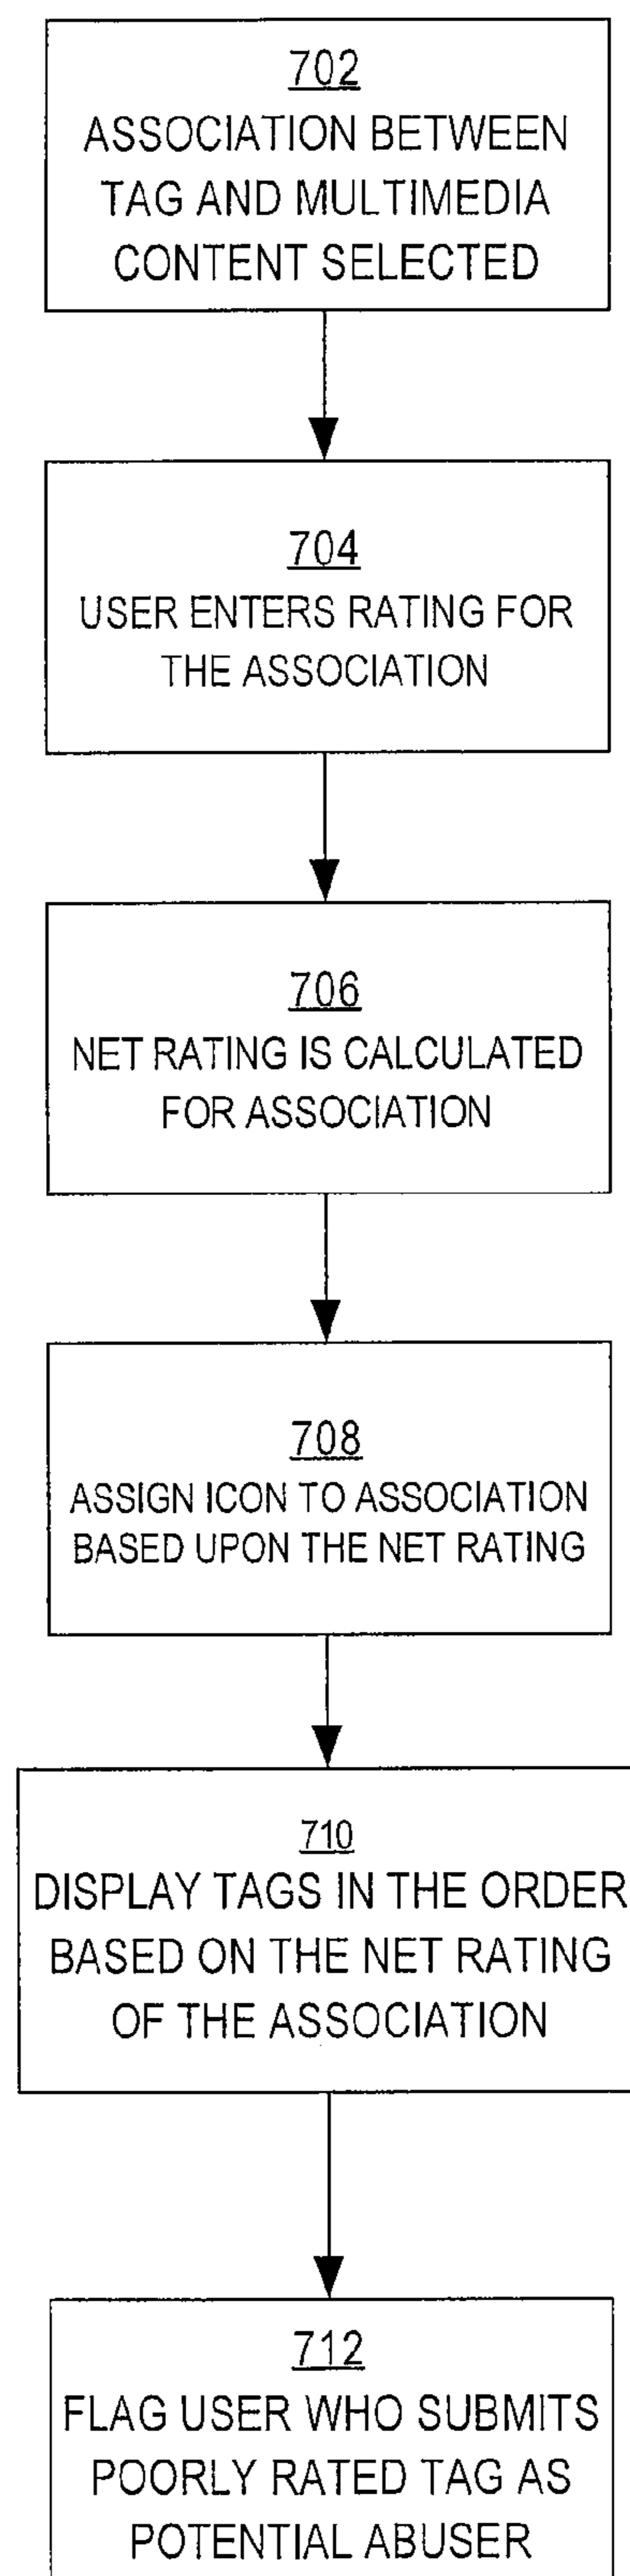 702
ASSOCIATION BETWEEN
TAG AND MULTIMEDIA
CONTENT SELECTED
704
USER ENTERS RATING FOR
THE ASSOCIATION
706
NET RATING IS CALCULATED
FOR ASSOCIATION
708
ASSIGN ICON TO ASSOCIATION
BASED UPON THE NET RATING
710
DISPLAY TAGS IN THE ORDER
BASED ON THE NET RATING
OF THE ASSOCIATION
712
FLAG USER WHO SUBMITS
POORLY RATED TAG AS
POTENTIAL ABUSER